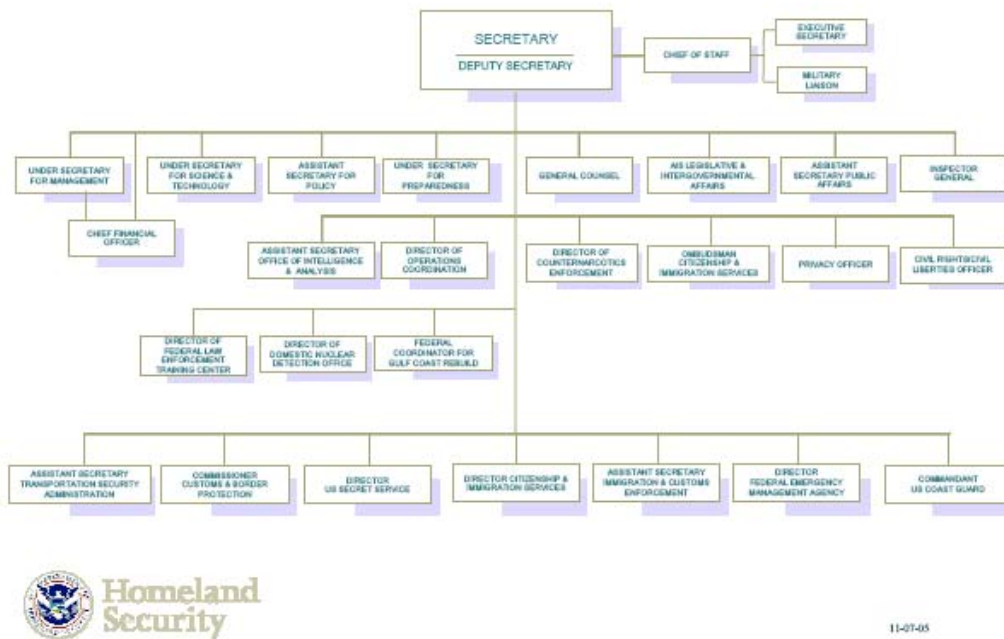 SECRETARY
DEPUTY SECRETARY
CHIEF OF STAFF
EXECUTIVE
SECRETARY
MILITARY
LIAISON
UNDER SECRETARY
FOR MANAGEMENT
UNDER SECRETARY
FOR SCIENCE &
TECHNOLOGY
ASSISTANT
SECRETARY FOR
POLICY
UNDER SECRETARY
FOR
PREPAREDNESS
GENERAL COUNSEL
A/S LEGISLATIVE &
INTERGOVERNMENTAL
AFFAIRS
ASSISTANT
SECRETARY PUBLIC
AFFAIRS
INSPECTOR
GENERAL
CHIEF FINANCIAL
OFFICER
ASSISTANT SECRETARY
OFFICE OF INTELLIGENCE
& ANALYSIS
DIRECTOR OF
OPERATIONS
COORDINATION
DIRECTOR OF
COUNTERNARCOTICS
ENFORCEMENT
OMBUDSMAN
CITIZENSHIP &
IMMIGRATION SERVICES
PRIVACY OFFICER
CIVIL RIGHTS/CIVIL
LIBERTIES OFFICER
DIRECTOR OF
FEDERAL LAW
ENFORCEMENT
TRAINING CENTER
DIRECTOR OF
DOMESTIC NUCLEAR
DETECTION OFFICE
FEDERAL
COORDINATOR FOR
GULF COAST REBUILD
ASSISTANT SECRETARY
TRANSPORTATION SECURITY
ADMINISTRATION
COMMISSIONER
CUSTOMS & BORDER
PROTECTION
DIRECTOR
US SECRET SERVICE
DIRECTOR CITIZENSHIP &
IMMIGRATION SERVICES
ASSISTANT SECRETARY
IMMIGRATION & CUSTOMS
ENFORCEMENT
DIRECTOR
FEDERAL EMERGENCY
MANAGEMENT AGENCY
COMMANDANT
US COAST GUARD
Homeland
Security
11-07-05